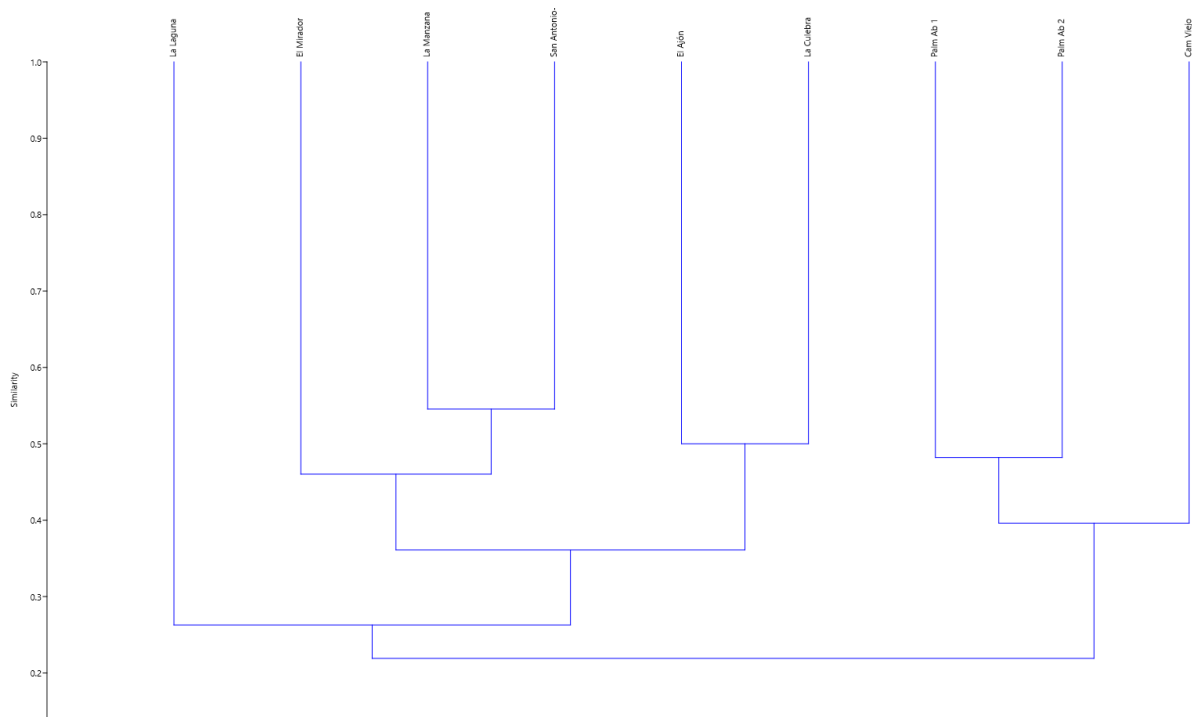 La Laguna
El Mirador
La Manzana
San Antonio-
El Ajón
La Culebra
Palm Ab 1
Palm Ab 2
Cam Viejo
1.0
0.9
0.8
0.7
0.6
0.5
0.4
0.3
0.2
Similarity